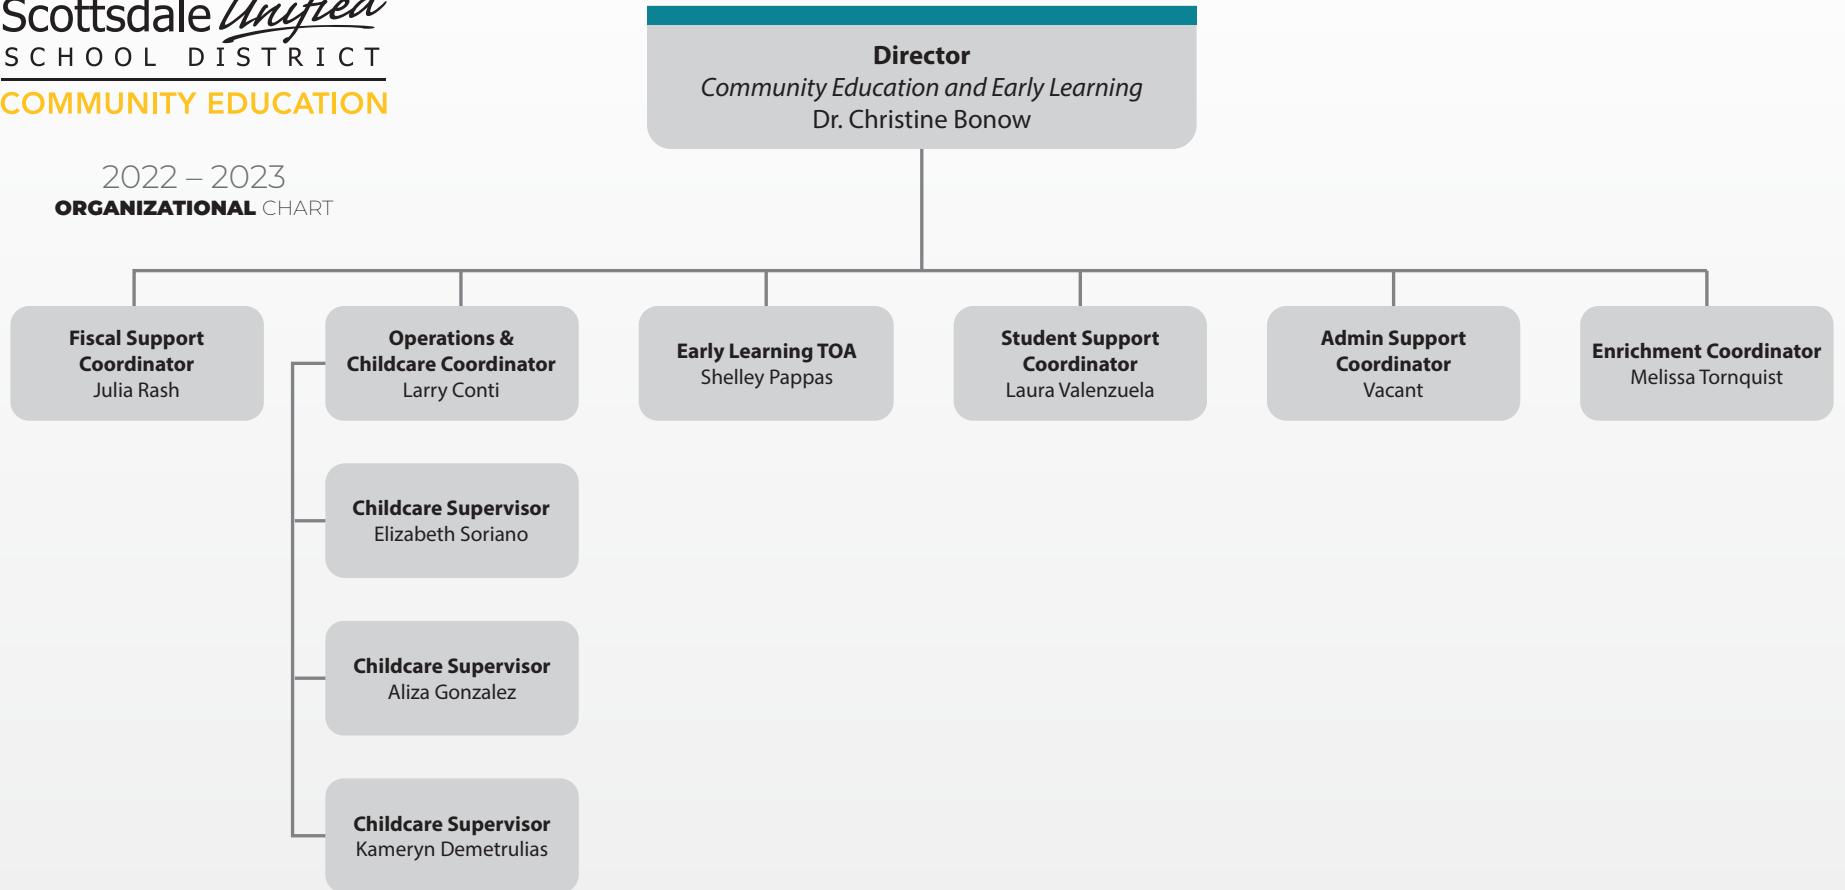 Scottsdale Unified
SCHOOL DISTRICT
COMMUNITY EDUCATION
2022 – 2023
ORGANIZATIONAL CHART
Director
Community Education and Early Learning
Dr. Christine Bonow
Fiscal Support
Coordinator
Julia Rash
Operations &
Childcare Coordinator
Larry Conti
Early Learning TOA
Shelley Pappas
Student Support
Coordinator
Laura Valenzuela
Admin Support
Coordinator
Vacant
Enrichment Coordinator
Melissa Tornquist
Childcare Supervisor
Elizabeth Soriano
Childcare Supervisor
Aliza Gonzalez
Childcare Supervisor
Kameryn Demetrulias